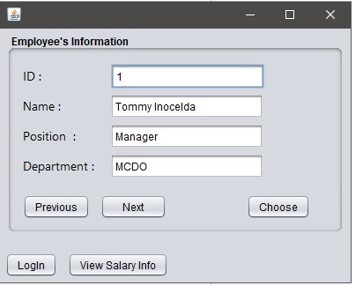 Employee's Information
ID : 1
Name : Tommy Inocelda
Position : Manager
Department : MCDO
Previous Next Choose
LogIn View Salary Info